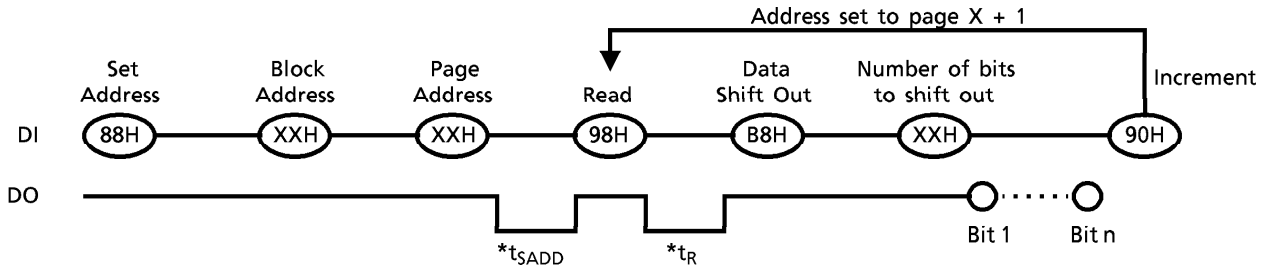 Address set to page X + 1
Set Address
Block Address
Page Address
Read
Data Shift Out
Number of bits to shift out
Increment
DI 88H XXH XXH 98H B8H XXH 90H
DO
*tSADD *tR Bit 1 Bit n